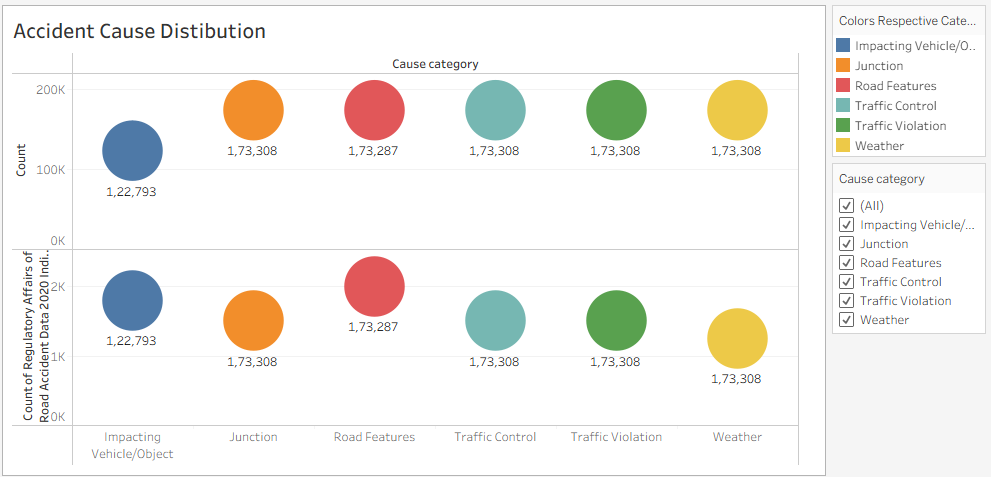 Accident Cause Distibution
Cause category
Count
200K
100K
0K
1,22,793
1,73,308
1,73,287
1,73,308
1,73,308
1,73,308
Count of Regulatory Affairs of
Road Accident Data 2020 Indi..
2K
1K
0K
1,22,793
1,73,308
1,73,287
1,73,308
1,73,308
1,73,308
Impacting
Vehicle/Object
Junction
Road Features
Traffic Control
Traffic Violation
Weather
Colors Respective Cate...
Impacting Vehicle/O..
Junction
Road Features
Traffic Control
Traffic Violation
Weather
Cause category
(All)
Impacting Vehicle/...
Junction
Road Features
Traffic Control
Traffic Violation
Weather